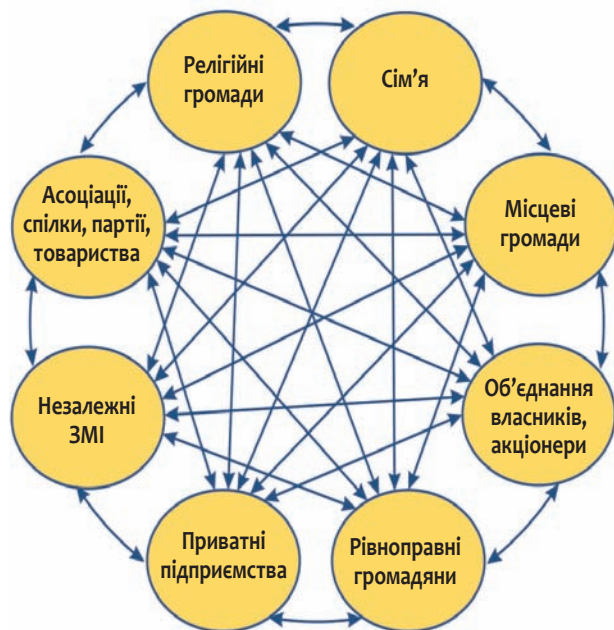 Релігійні
громади
Сім’я
Асоціації,
спілки, партії,
товариства
Місцеві
громади
Незалежні
ЗМІ
Об’єднання
власників,
акціонери
Приватні
підприємства
Рівноправні
громадяни